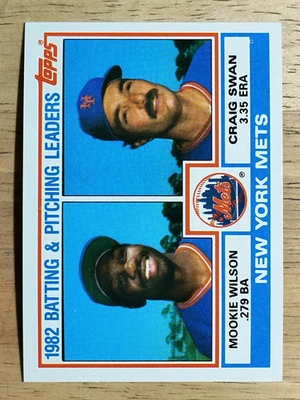 Topps
1982 BATTING & PITCHING LEADERS
MOOKIE WILSON
.279 BA
CRAIG SWAN
3.35 ERA
Mets
NEW YORK METS